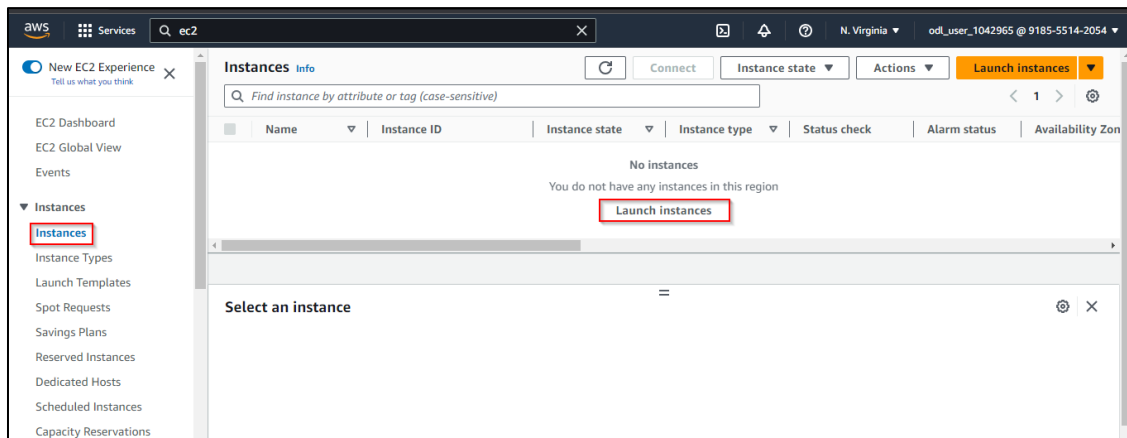 aws Services ec2 N. Virginia odl_user_1042965 @ 9185-5514-2054
New EC2 Experience
Tell us what you think
EC2 Dashboard
EC2 Global View
Events
Instances
Instances
Instance Types
Launch Templates
Spot Requests
Savings Plans
Reserved Instances
Dedicated Hosts
Scheduled Instances
Capacity Reservations
Instances Info Connect Instance state Actions Launch instances
Find instance by attribute or tag (case-sensitive) 1
Name Instance ID Instance state Instance type Status check Alarm status Availability Zon
No instances
You do not have any instances in this region
Launch instances
Select an instance